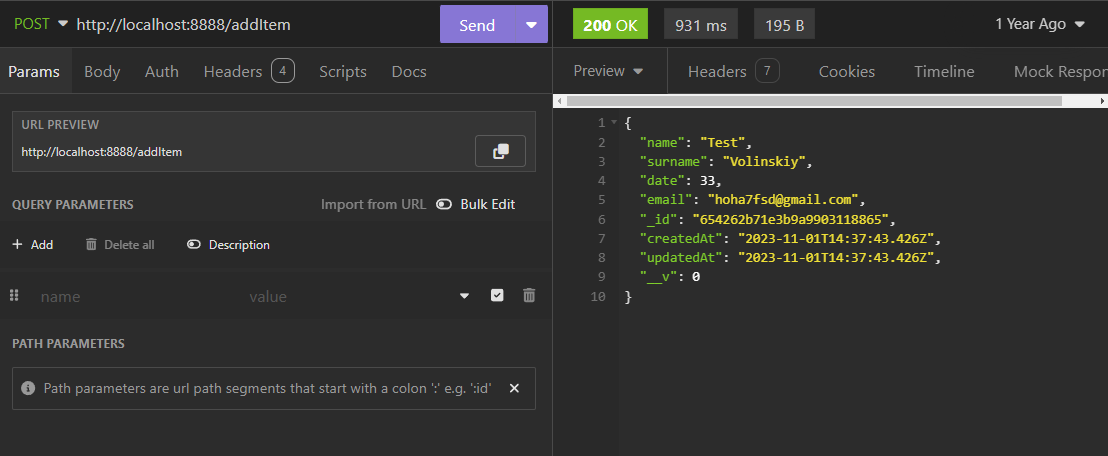 POST http://localhost:8888/addItem Send
Params Body Auth Headers 4 Scripts Docs
URL PREVIEW
http://localhost:8888/addItem
QUERY PARAMETERS Import from URL Bulk Edit
+ Add Delete all Description
name value
PATH PARAMETERS
Path parameters are url path segments that start with a colon ':' e.g. ':id'
200 OK 931 ms 195 B 1 Year Ago
Preview Headers 7 Cookies Timeline Mock Respor
1 {
2 "name": "Test",
3 "surname": "Volinskiy",
4 "date": 33,
5 "email": "hoha7fsd@gmail.com",
6 "_id": "654262b71e3b9a9903118865",
7 "createdAt": "2023-11-01T14:37:43.426Z",
8 "updatedAt": "2023-11-01T14:37:43.426Z",
9 "__v": 0
10 }